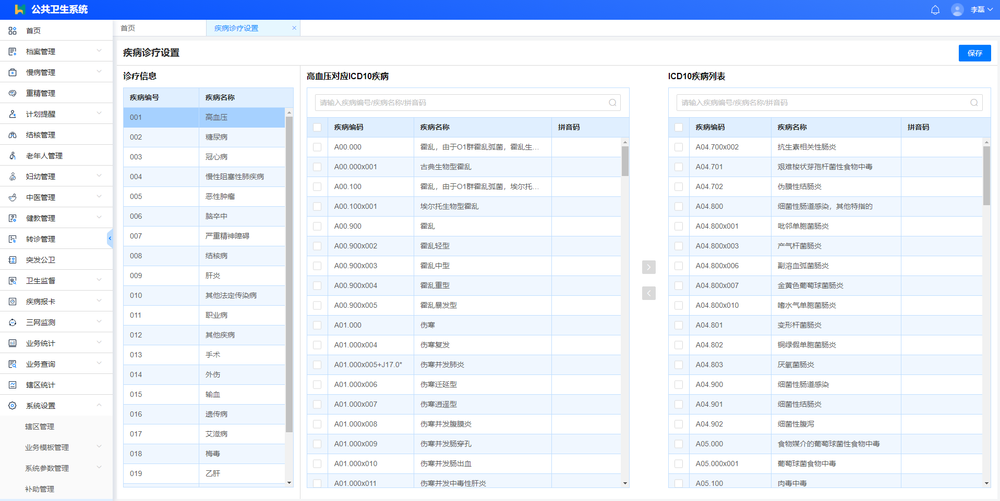 公共卫生系统
李磊
首页
档案管理
慢病管理
重精管理
计划提醒
结核管理
老年人管理
妇幼管理
中医管理
健教管理
转诊管理
突发公卫
卫生监督
疾病报卡
三网监测
业务统计
业务查询
辖区统计
系统设置
辖区管理
业务模板管理
系统参数管理
补助管理
首页 疾病诊疗设置 ×
疾病诊疗设置
保存
诊疗信息
疾病编号 疾病名称
001 高血压
002 糖尿病
003 冠心病
004 慢性阻塞性肺疾病
005 恶性肿瘤
006 脑卒中
007 严重精神障碍
008 结核病
009 肝炎
010 其他法定传染病
011 职业病
012 其他疾病
013 手术
014 外伤
015 输血
016 遗传病
017 艾滋病
018 梅毒
019 乙肝
高血压对应ICD10疾病
请输入疾病编号/疾病名称/拼音码
疾病编码 疾病名称 拼音码
A00.000 霍乱，由于O1群霍乱弧菌，霍乱生...
A00.000x001 古典生物型霍乱
A00.100 霍乱，由于O1群霍乱弧菌，埃尔托...
A00.100x001 埃尔托生物型霍乱
A00.900 霍乱
A00.900x002 霍乱轻型
A00.900x003 霍乱中型
A00.900x004 霍乱重型
A00.900x005 霍乱暴发型
A01.000 伤寒
A01.000x004 伤寒复发
A01.000x005+J17.0* 伤寒并发肺炎
A01.000x006 伤寒迁延型
A01.000x007 伤寒逍遥型
A01.000x008 伤寒并发腹膜炎
A01.000x009 伤寒并发肠穿孔
A01.000x010 伤寒并发肠出血
A01.000x011 伤寒并发中毒性肝炎
ICD10疾病列表
请输入疾病编号/疾病名称/拼音码
疾病编码 疾病名称 拼音码
A04.700x002 抗生素相关性肠炎
A04.701 艰难梭状芽孢杆菌性食物中毒
A04.702 伪膜性结肠炎
A04.800 细菌性肠道感染，其他特指的
A04.800x001 吡邻单胞菌肠炎
A04.800x003 产气杆菌肠炎
A04.800x006 副溶血弧菌肠炎
A04.800x007 金黄色葡萄球菌肠炎
A04.800x010 嗜水气单胞菌肠炎
A04.801 变形杆菌肠炎
A04.802 铜绿假单胞菌肠炎
A04.803 厌氧菌肠炎
A04.900 细菌性肠道感染
A04.901 细菌性结肠炎
A04.902 细菌性腹泻
A05.000 食物媒介的葡萄球菌性食物中毒
A05.000x001 葡萄球菌食物中毒
A05.100 肉毒中毒